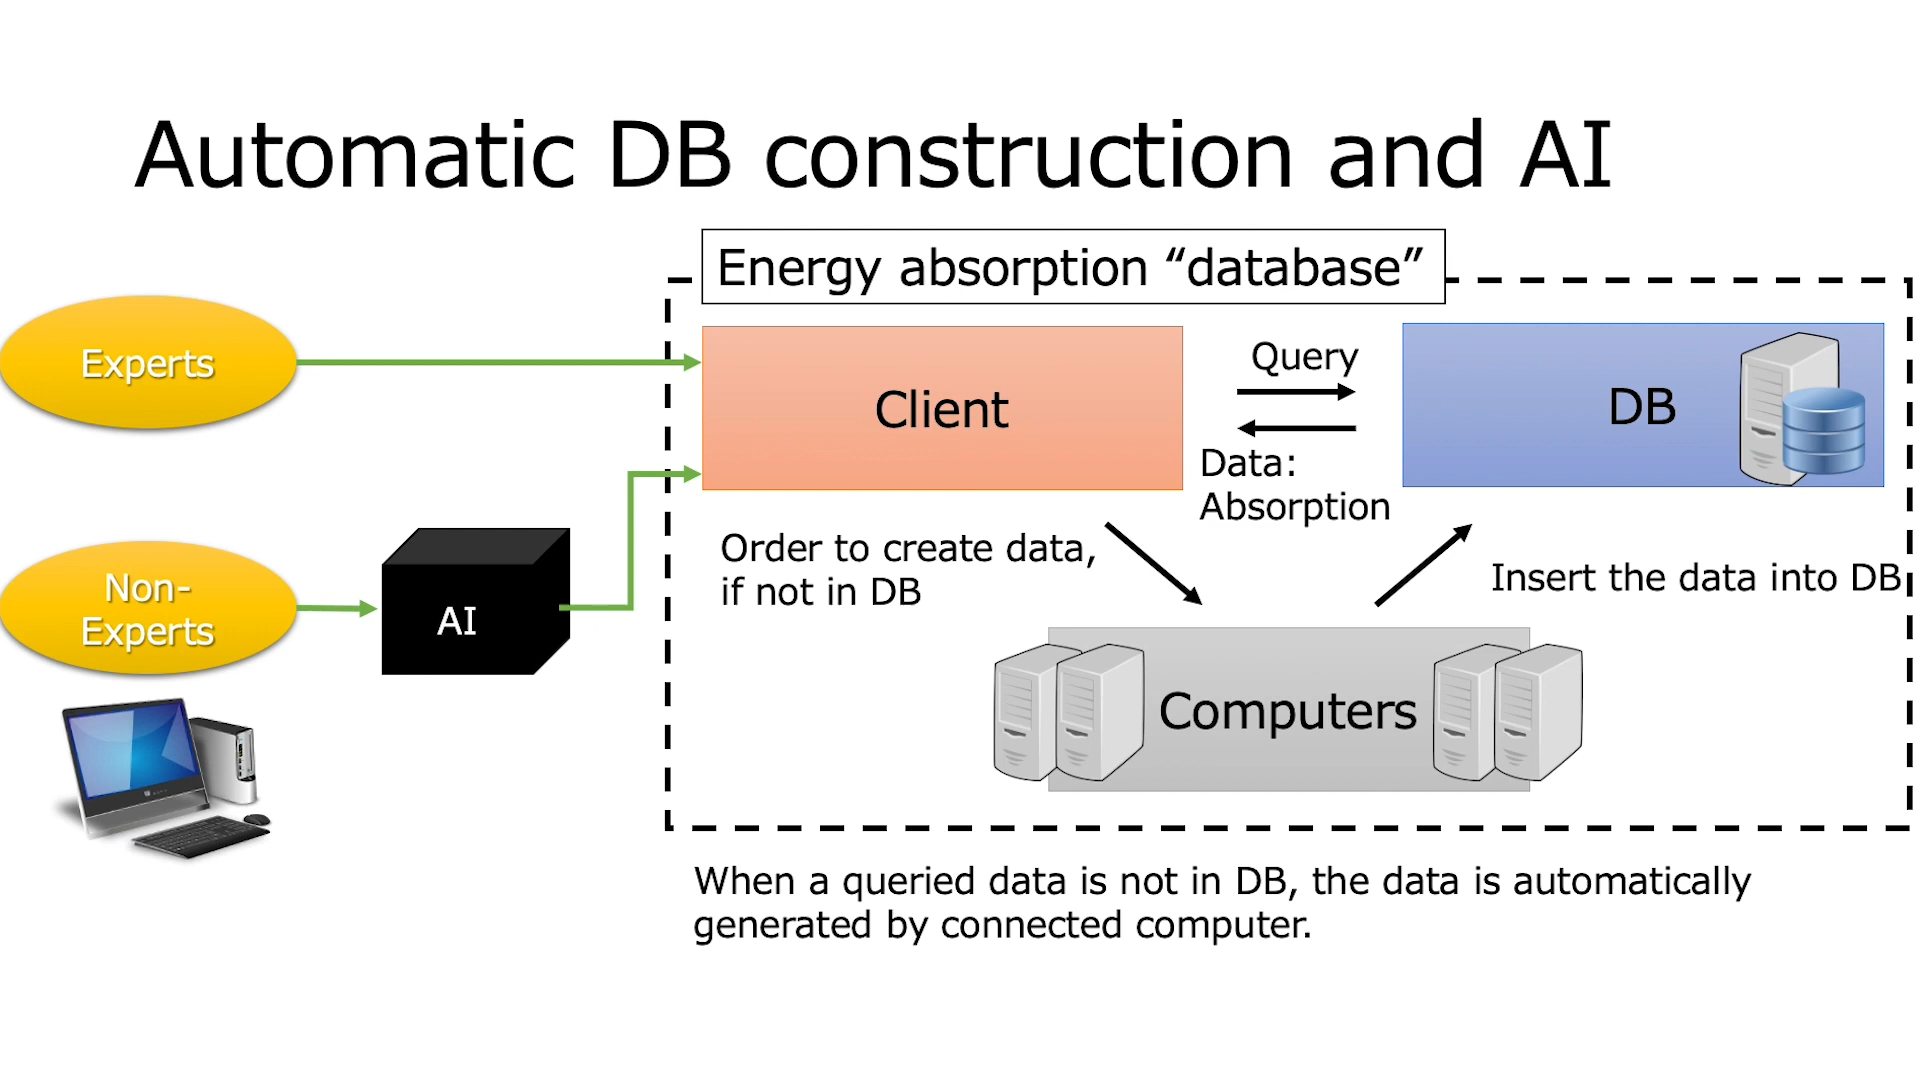 Automatic DB construction and AI
Energy absorption “database”
Experts
Client
Query
DB
Data:
Absorption
Non-
Experts
AI
Order to create data,
if not in DB
Insert the data into DB
Computers
When a queried data is not in DB, the data is automatically
generated by connected computer.